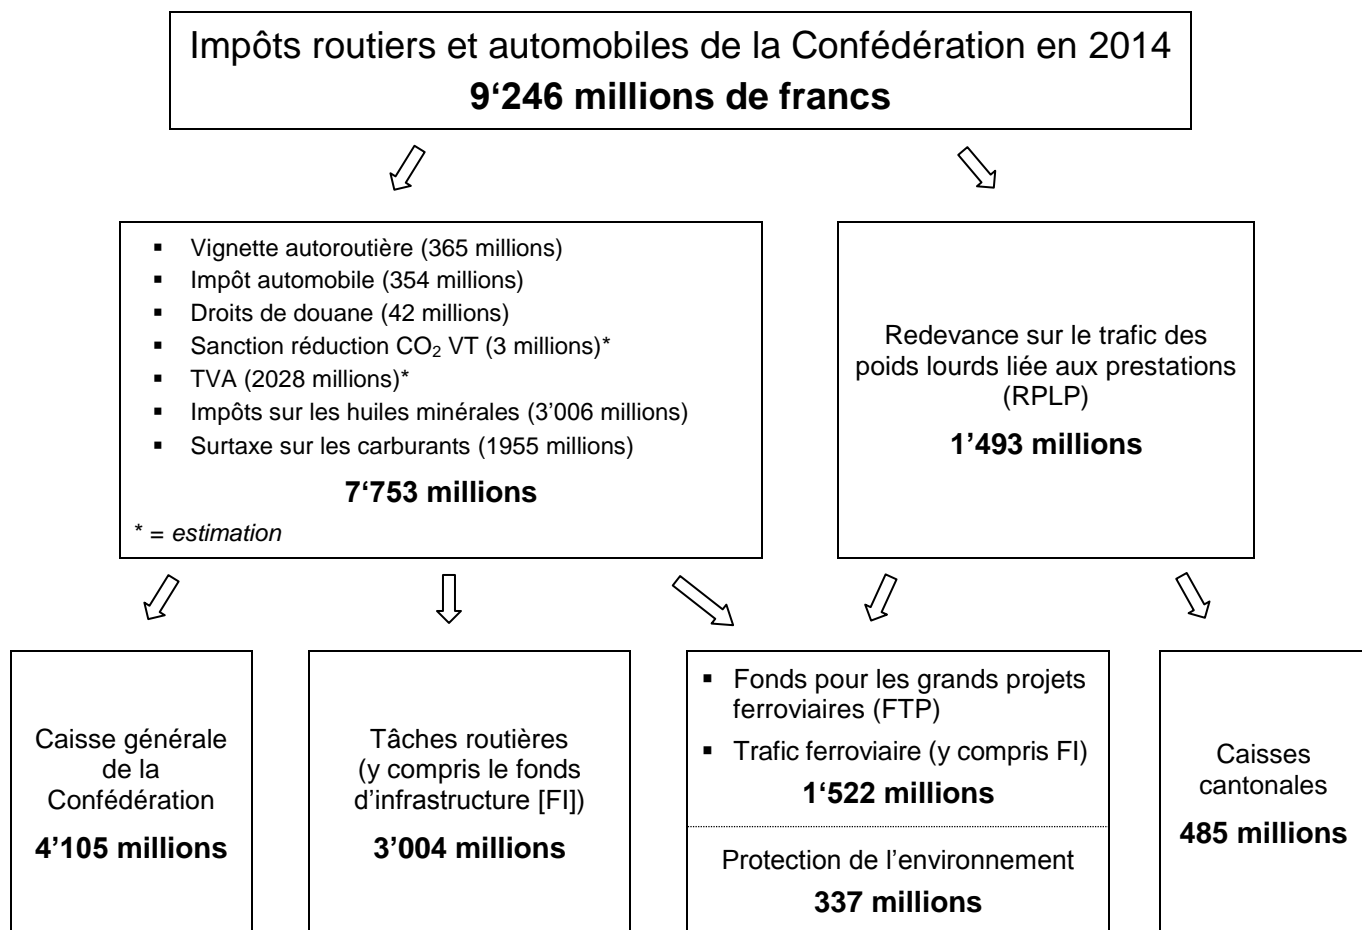 Impôts routiers et automobiles de la Confédération en 2014
9‘246 millions de francs
▪ Vignette autoroutière (365 millions)
▪ Impôt automobile (354 millions)
▪ Droits de douane (42 millions)
▪ Sanction réduction CO₂ VT (3 millions)*
▪ TVA (2028 millions)*
▪ Impôts sur les huiles minérales (3’006 millions)
▪ Surtaxe sur les carburants (1955 millions)
7‘753 millions
* = estimation
Redevance sur le trafic des
poids lourds liée aux prestations
(RPLP)
1’493 millions
Caisse générale
de la
Confédération
4’105 millions
Tâches routières
(y compris le fonds
d’infrastructure [FI])
3’004 millions
▪ Fonds pour les grands projets
ferroviaires (FTP)
▪ Trafic ferroviaire (y compris FI)
1‘522 millions
Protection de l’environnement
337 millions
Caisses
cantonales
485 millions